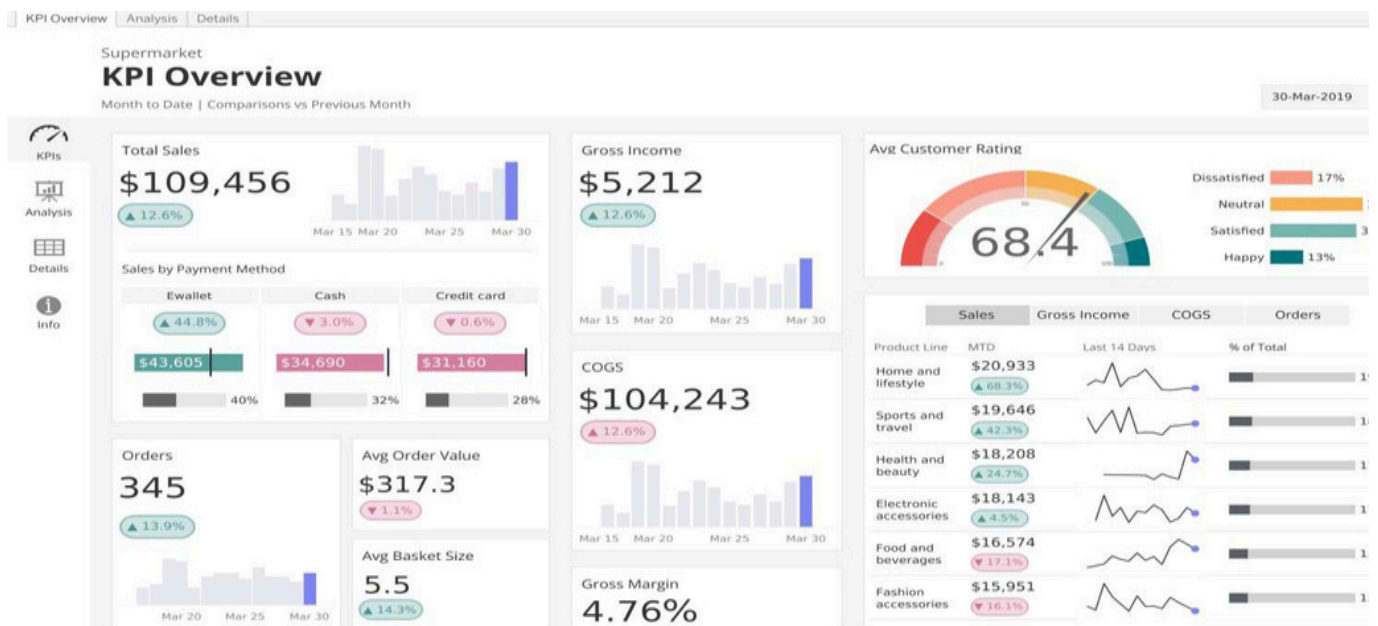 KPI Overview Analysis Details
Supermarket
KPI Overview
Month to Date | Comparisons vs Previous Month
30-Mar-2019
KPIs
Analysis
Details
Info
Total Sales
$109,456
▲ 12.6%
Mar 15 Mar 20 Mar 25 Mar 30
Sales by Payment Method
Ewallet Cash Credit card
▲ 44.8% ▼ 3.0% ▼ 0.6%
$43,605 $34,690 $31,160
40% 32% 28%
Orders
345
▲ 13.9%
Mar 20 Mar 25 Mar 30
Avg Order Value
$317.3
▼ 1.1%
Avg Basket Size
5.5
▲ 14.3%
Gross Income
$5,212
▲ 12.6%
Mar 15 Mar 20 Mar 25 Mar 30
COGS
$104,243
▲ 12.6%
Mar 15 Mar 20 Mar 25 Mar 30
Gross Margin
4.76%
Avg Customer Rating
68.4
Dissatisfied 17%
Neutral
Satisfied 3
Happy 13%
Sales Gross Income COGS Orders
Product Line MTD Last 14 Days % of Total
Home and
lifestyle
$20,933
▲ 68.3%
Sports and
travel
$19,646
▲ 42.3%
Health and
beauty
$18,208
▲ 24.7%
Electronic
accessories
$18,143
▲ 4.5%
Food and
beverages
$16,574
▼ 17.1%
Fashion
accessories
$15,951
▼ 16.1%